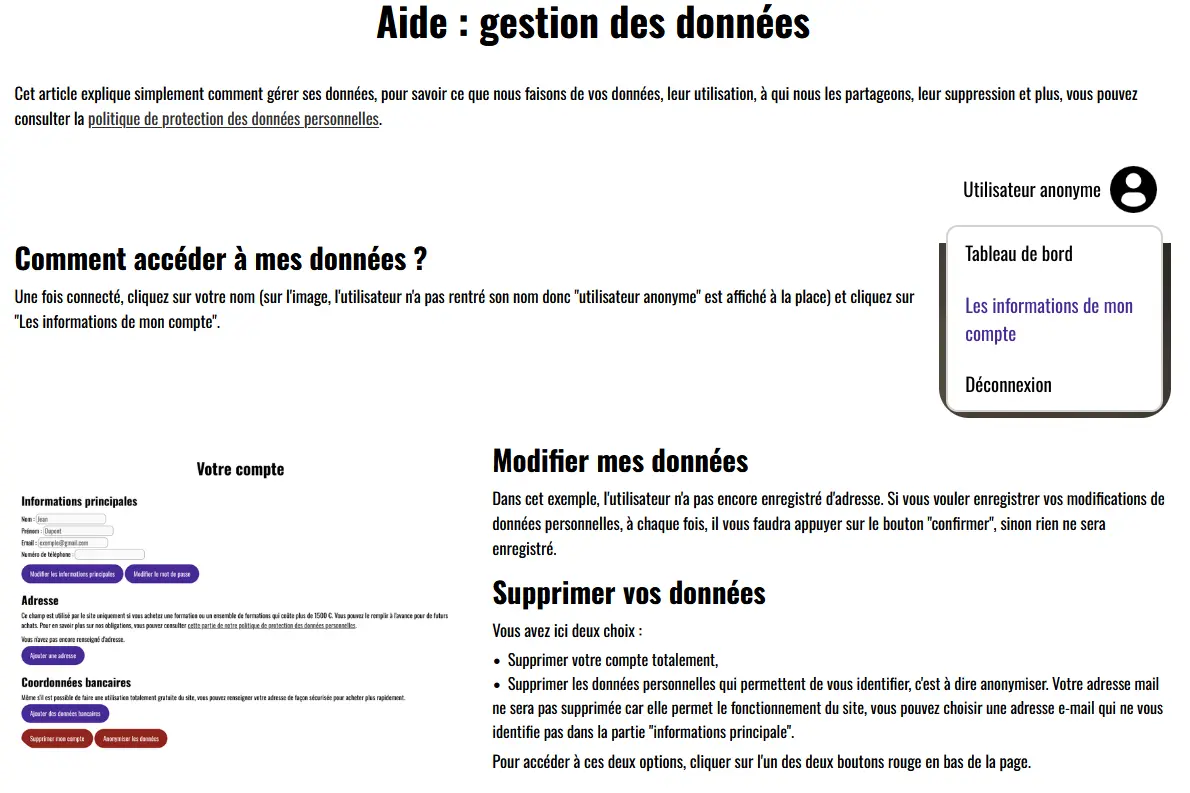 Aide : gestion des données
Cet article explique simplement comment gérer ses données, pour savoir ce que nous faisons de vos données, leur utilisation, à qui nous les partageons, leur suppression et plus, vous pouvez
consulter la politique de protection des données personnelles.
Utilisateur anonyme
Tableau de bord
Les informations de mon
compte
Déconnexion
Comment accéder à mes données ?
Une fois connecté, cliquez sur votre nom (sur l'image, l'utilisateur n'a pas rentré son nom donc "utilisateur anonyme" est affiché à la place) et cliquez sur
"Les informations de mon compte".
Votre compte
Informations principales
Nom : Jean
Prénom : Dupont
Email : exemple@gmail.com
Numéro de téléphone :
Modifier les informations principales
Modifier le mot de passe
Adresse
Ce champ est utilisé par le site uniquement si vous achetez une formation ou un ensemble de formations qui coûte plus de 1500 €. Vous pouvez le remplir à l'avance pour de futurs
achats. Pour en savoir plus sur nos obligations, vous pouvez consulter cette partie de notre politique de protection des données personnelles.
Vous n'avez pas encore renseigné d'adresse.
Ajouter une adresse
Coordonnées bancaires
Même s'il est possible de faire une utilisation totalement gratuite du site, vous pouvez renseigner votre adresse de façon sécurisée pour acheter plus rapidement.
Ajouter des données bancaires
Supprimer mon compte
Anonymiser les données
Modifier mes données
Dans cet exemple, l'utilisateur n'a pas encore enregistré d'adresse. Si vous vouler enregistrer vos modifications de
données personnelles, à chaque fois, il vous faudra appuyer sur le bouton "confirmer", sinon rien ne sera
enregistré.
Supprimer vos données
Vous avez ici deux choix :
• Supprimer votre compte totalement,
• Supprimer les données personnelles qui permettent de vous identifier, c'est à dire anonymiser. Votre adresse mail
ne sera pas supprimée car elle permet le fonctionnement du site, vous pouvez choisir une adresse e-mail qui ne vous
identifie pas dans la partie "informations principale".
Pour accéder à ces deux options, cliquer sur l'un des deux boutons rouge en bas de la page.